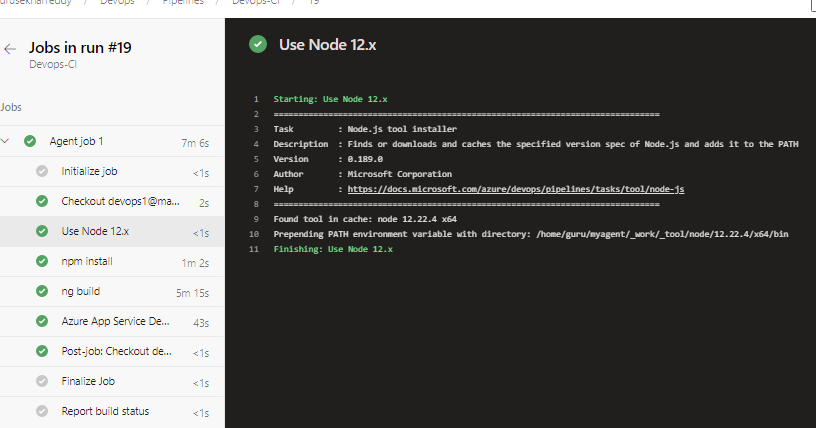 urusekharreddy / Devops / Pipelines / Devops-CI / 19
Jobs in run #19
Devops-CI
Jobs
Agent job 1 7m 6s
Initialize job <1s
Checkout devops1@ma... 2s
Use Node 12.x <1s
npm install 1m 2s
ng build 5m 15s
Azure App Service De... 43s
Post-job: Checkout de... <1s
Finalize Job <1s
Report build status <1s
Use Node 12.x
1 Starting: Use Node 12.x
2 ==============================================================================
3 Task : Node.js tool installer
4 Description : Finds or downloads and caches the specified version spec of Node.js and adds it to the PATH
5 Version : 0.189.0
6 Author : Microsoft Corporation
7 Help : https://docs.microsoft.com/azure/devops/pipelines/tasks/tool/node-js
8 ==============================================================================
9 Found tool in cache: node 12.22.4 x64
10 Prepending PATH environment variable with directory: /home/guru/myagent/_work/_tool/node/12.22.4/x64/bin
11 Finishing: Use Node 12.x